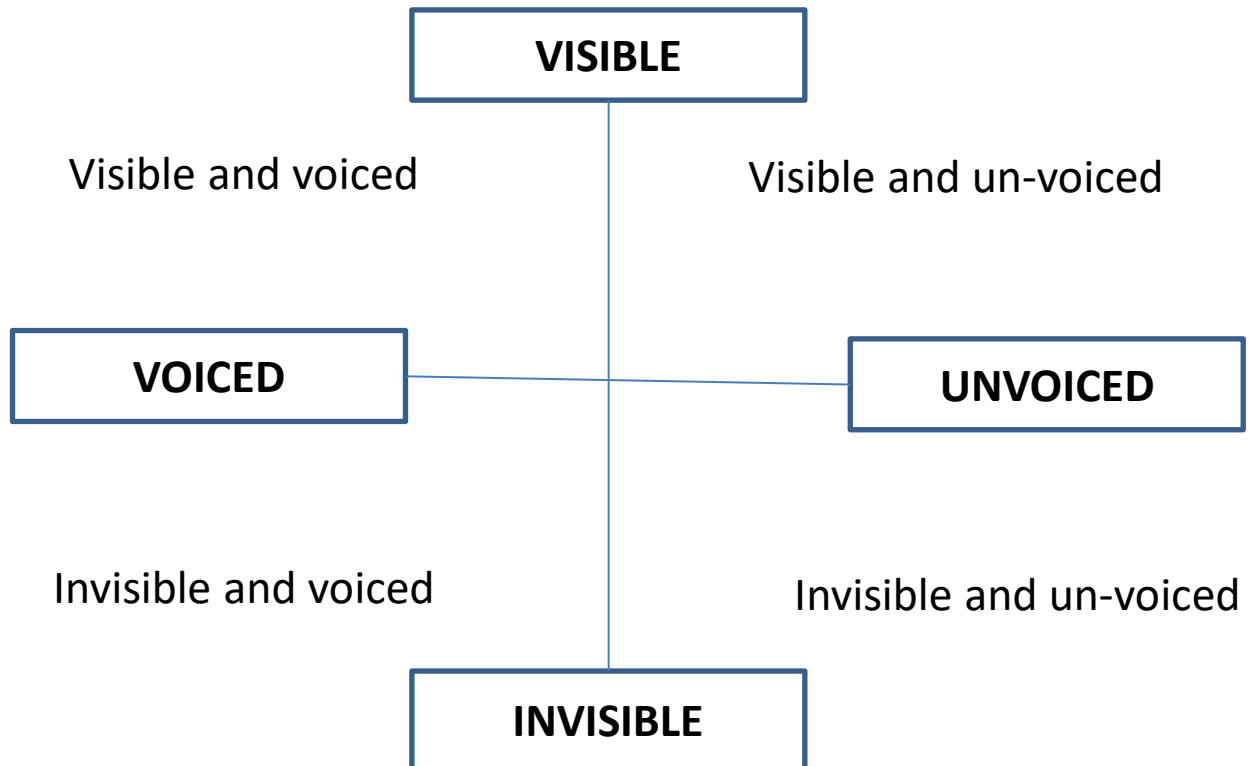 VISIBLE
Visible and voiced
Visible and un-voiced
VOICED
UNVOICED
Invisible and voiced
Invisible and un-voiced
INVISIBLE